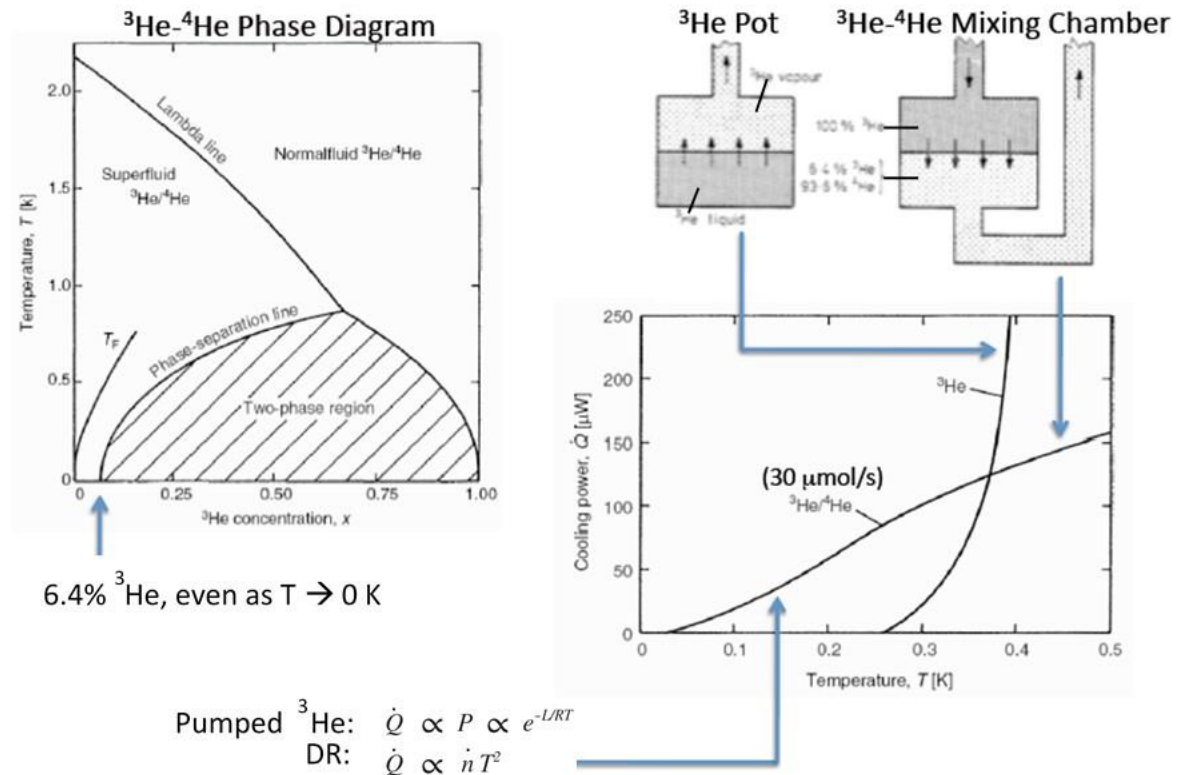 ³He-⁴He Phase Diagram
2.0
1.5
1.0
0.5
0
Temperature, T [k]
Lambda line
Superfluid
³He/⁴He
Normalfluid ³He/⁴He
T_F
Phase-separation line
Two-phase region
0
0.25
0.50
0.75
1.00
³He concentration, x
6.4% ³He, even as T → 0 K
³He Pot
³He vapour
³He liquid
³He-⁴He Mixing Chamber
100 % ³He
6·4 % ³He
93·6 % ⁴He
250
200
150
100
50
0
Cooling power, Q̇ [μW]
³He
(30 μmol/s)
³He/⁴He
0
0.1
0.2
0.3
0.4
0.5
Temperature, T [K]
Pumped ³He: Q̇ ∝ P ∝ e^{-L/RT}
DR: Q̇ ∝ ṅ T²